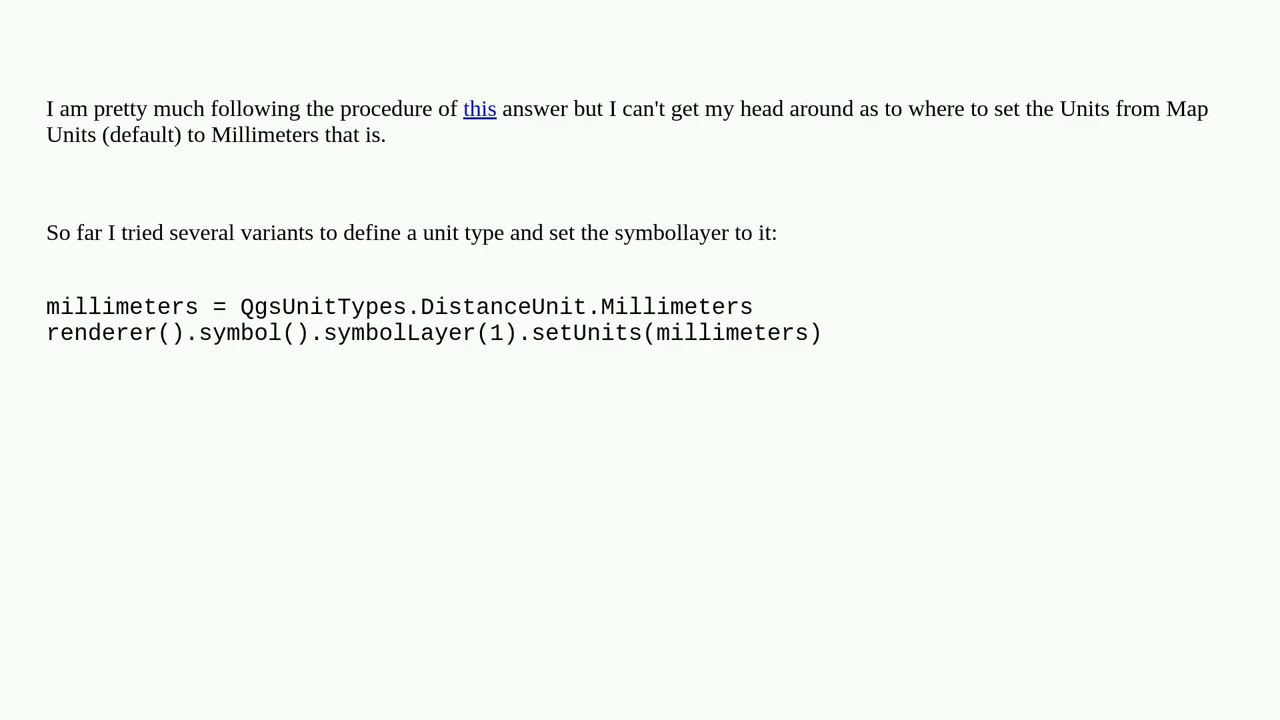 I am pretty much following the procedure of this answer but I can't get my head around as to where to set the Units from Map
Units (default) to Millimeters that is.
So far I tried several variants to define a unit type and set the symbollayer to it:
millimeters = QgsUnitTypes.DistanceUnit.Millimeters
renderer().symbol().symbolLayer(1).setUnits(millimeters)